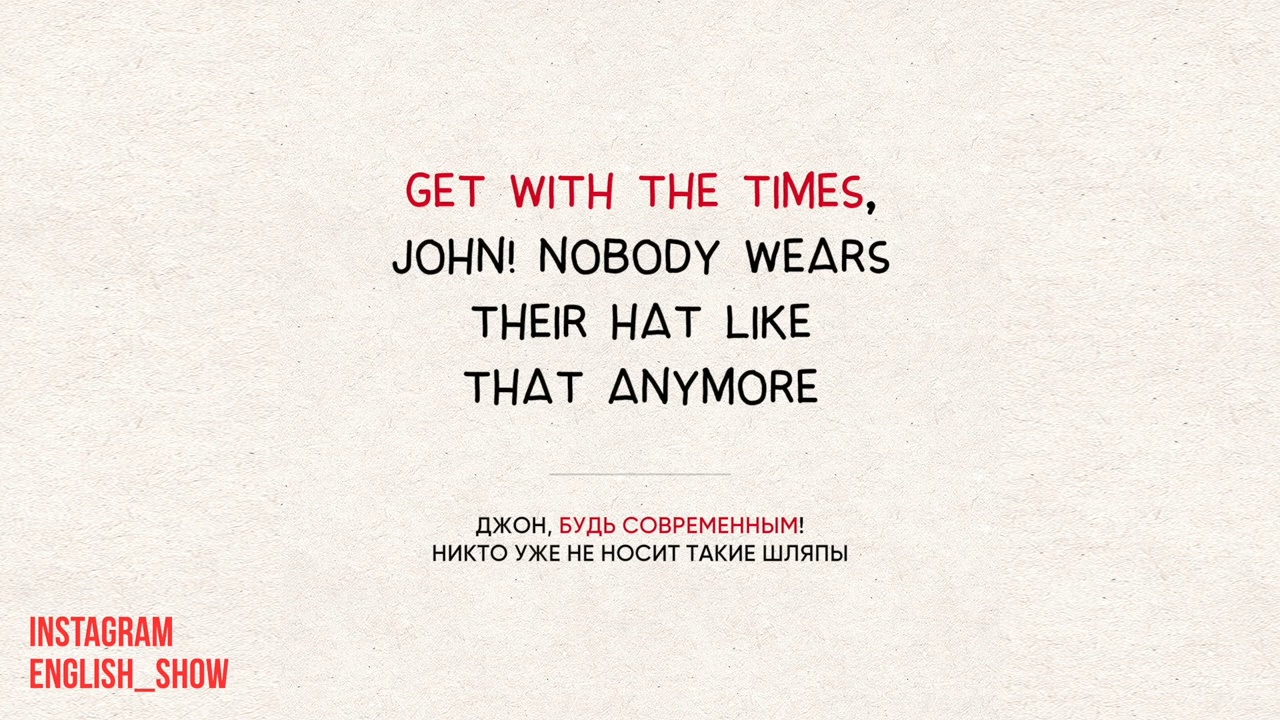 GET WITH THE TIMES,
JOHN! NOBODY WEARS
THEIR HAT LIKE
THAT ANYMORE
ДЖОН, БУДЬ СОВРЕМЕННЫМ!
НИКТО УЖЕ НЕ НОСИТ ТАКИЕ ШЛЯПЫ
INSTAGRAM
ENGLISH_SHOW